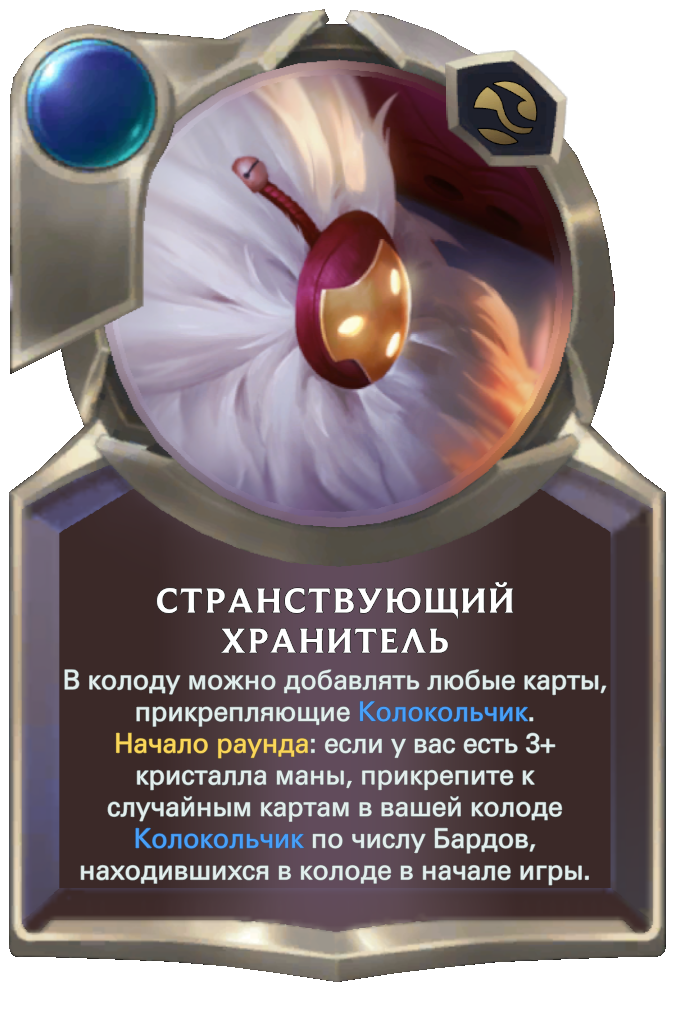 СТРАНСТВУЮЩИЙ
ХРАНИТЕЛЬ
В колоду можно добавлять любые карты,
прикрепляющие Колокольчик.
Начало раунда: если у вас есть 3+
кристалла маны, прикрепите к
случайным картам в вашей колоде
Колокольчик по числу Бардов,
находившихся в колоде в начале игры.